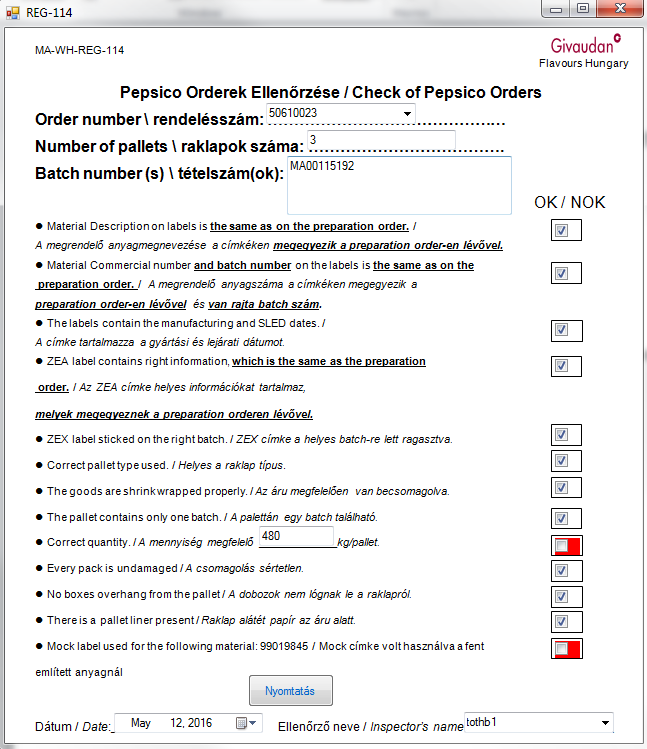 REG-114
MA-WH-REG-114
Givaudan
Flavours Hungary
Pepsico Orderek Ellenőrzése / Check of Pepsico Orders
Order number \ rendelésszám: 50610023
Number of pallets \ raklapok száma: 3
Batch number (s) \ tételszám(ok): MA00115192
OK / NOK
● Material Description on labels is the same as on the preparation order. /
A megrendelő anyagmegnevezése a címkéken megegyezik a preparation order-en lévővel.
● Material Commercial number and batch number on the labels is the same as on the
preparation order. / A megrendelő anyagszáma a címkéken megegyezik a
preparation order-en lévővel és van rajta batch szám.
● The labels contain the manufacturing and SLED dates. /
A címke tartalmazza a gyártási és lejárati dátumot.
● ZEA label contains right information, which is the same as the preparation
order. / Az ZEA címke helyes információkat tartalmaz,
melyek megegyeznek a preparation orderen lévővel.
● ZEX label sticked on the right batch. / ZEX címke a helyes batch-re lett ragasztva.
● Correct pallet type used. / Helyes a raklap típus.
● The goods are shrink wrapped properly. / Az áru megfelelően van becsomagolva.
● The pallet contains only one batch. / A palettán egy batch található.
● Correct quantity. / A mennyiség megfelelő 480 kg/pallet.
● Every pack is undamaged / A csomagolás sértetlen.
● No boxes overhang from the pallet / A dobozok nem lógnak le a raklapról.
● There is a pallet liner present / Raklap alátét papír az áru alatt.
● Mock label used for the following material: 99019845 / Mock címke volt használva a fent
említett anyagnál
Nyomtatás
Dátum / Date: May 12, 2016 Ellenőrző neve / Inspector's name tothb1